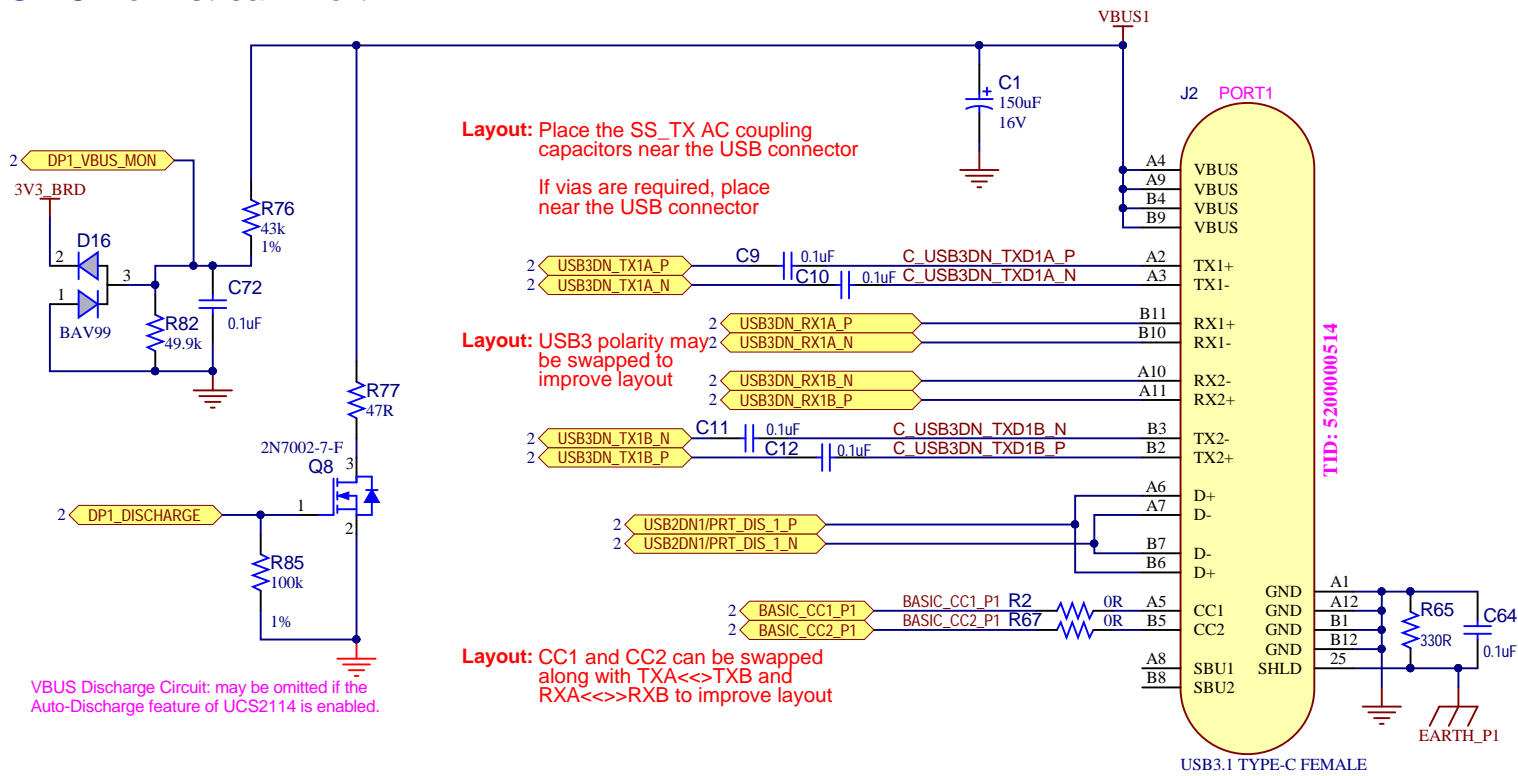 VBUS1
C1
150uF
16V
J2 PORT1
Layout: Place the SS_TX AC coupling
capacitors near the USB connector
If vias are required, place
near the USB connector
2 DP1_VBUS_MON
3V3_BRD
R76
43k
1%
D16
2
3
1
BAV99
C72
0.1uF
R82
49.9k
A4 VBUS
A9 VBUS
B4 VBUS
B9 VBUS
2 USB3DN_TX1A_P C9 0.1uF C_USB3DN_TXD1A_P A2 TX1+
2 USB3DN_TX1A_N C10 0.1uF C_USB3DN_TXD1A_N A3 TX1-
Layout: USB3 polarity may
be swapped to
improve layout
2 USB3DN_RX1A_P B11 RX1+
2 USB3DN_RX1A_N B10 RX1-
2 USB3DN_RX1B_N A10 RX2-
2 USB3DN_RX1B_P A11 RX2+
TID: 5200000514
R77
47R
2 USB3DN_TX1B_N C11 0.1uF C_USB3DN_TXD1B_N B3 TX2-
2 USB3DN_TX1B_P C12 0.1uF C_USB3DN_TXD1B_P B2 TX2+
2N7002-7-F
Q8
3
1
2
2 DP1_DISCHARGE
R85
100k
1%
A6 D+
A7 D-
2 USB2DN1/PRT_DIS_1_P
2 USB2DN1/PRT_DIS_1_N
B7 D-
B6 D+
2 BASIC_CC1_P1 BASIC_CC1_P1 R2 0R A5 CC1
2 BASIC_CC2_P1 BASIC_CC2_P1 R67 0R B5 CC2
GND A1
GND A12
GND B1
GND B12
SHLD 25
R65
330R
C64
0.1uF
Layout: CC1 and CC2 can be swapped
along with TXA<<>TXB and
RXA<<>>RXB to improve layout
A8 SBU1
B8 SBU2
VBUS Discharge Circuit: may be omitted if the
Auto-Discharge feature of UCS2114 is enabled.
EARTH_P1
USB3.1 TYPE-C FEMALE